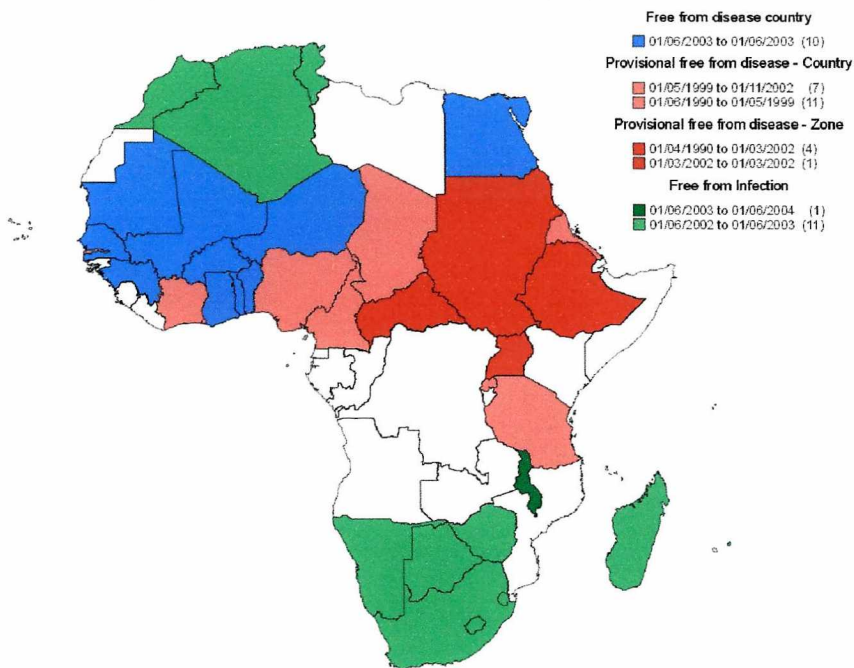 Free from disease country
01/06/2003 to 01/06/2003 (10)
Provisional free from disease - Country
01/05/1999 to 01/11/2002 (7)
01/06/1990 to 01/05/1999 (11)
Provisional free from disease - Zone
01/04/1990 to 01/03/2002 (4)
01/03/2002 to 01/03/2002 (1)
Free from Infection
01/06/2003 to 01/06/2004 (1)
01/06/2002 to 01/06/2003 (11)